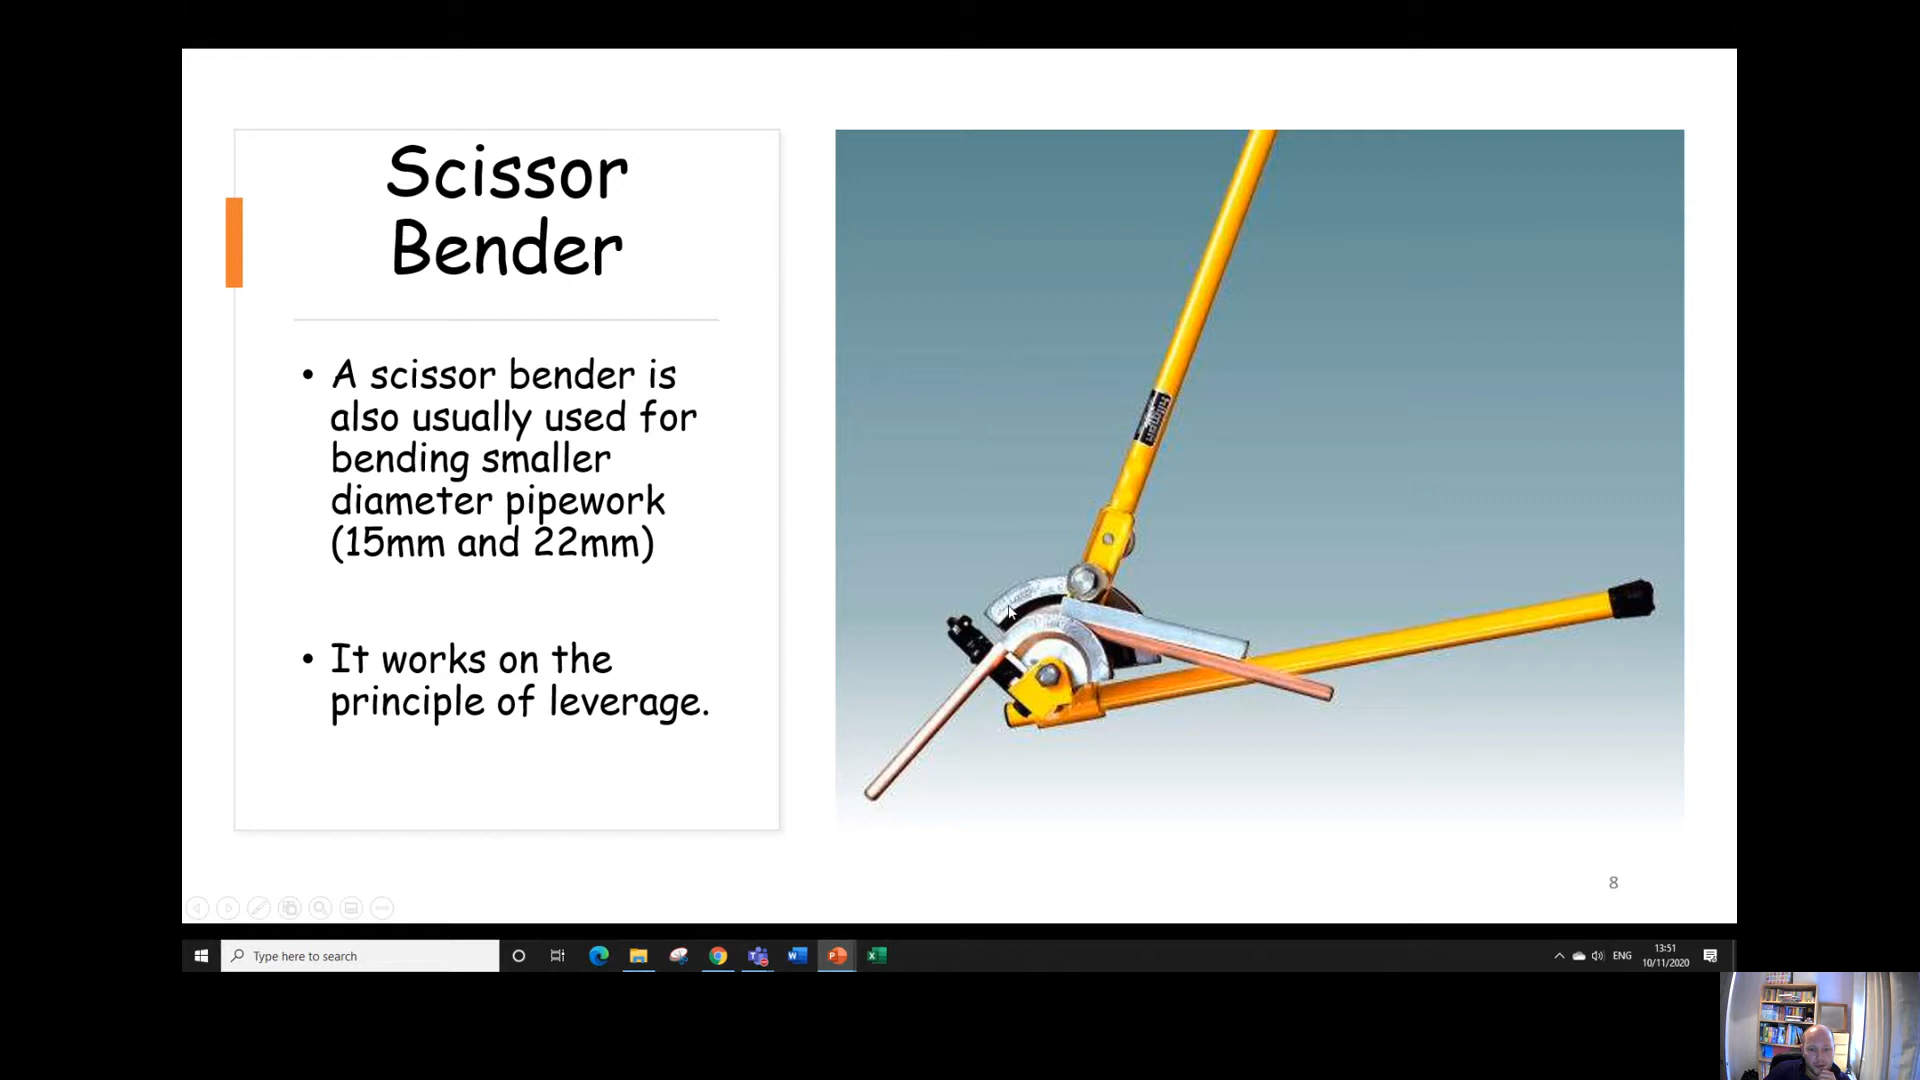 Scissor
Bender
• A scissor bender is
also usually used for
bending smaller
diameter pipework
(15mm and 22mm)
• It works on the
principle of leverage.
Hilmor
8
Type here to search
ENG
13:51
10/11/2020